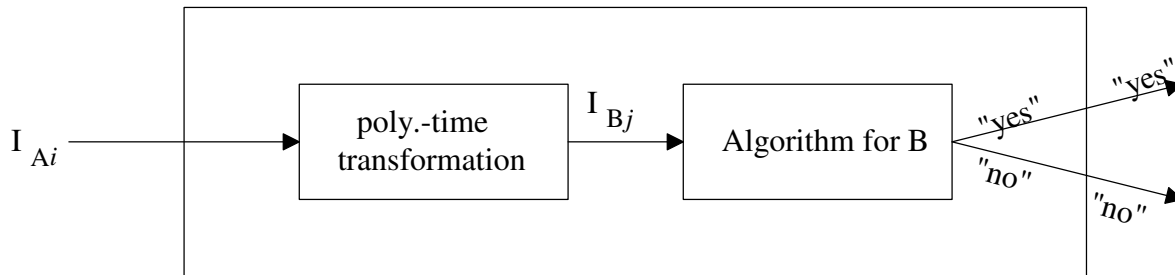 I Ai
poly.-time
transformation
I Bj
Algorithm for B
"yes"
"yes"
"no"
"no"